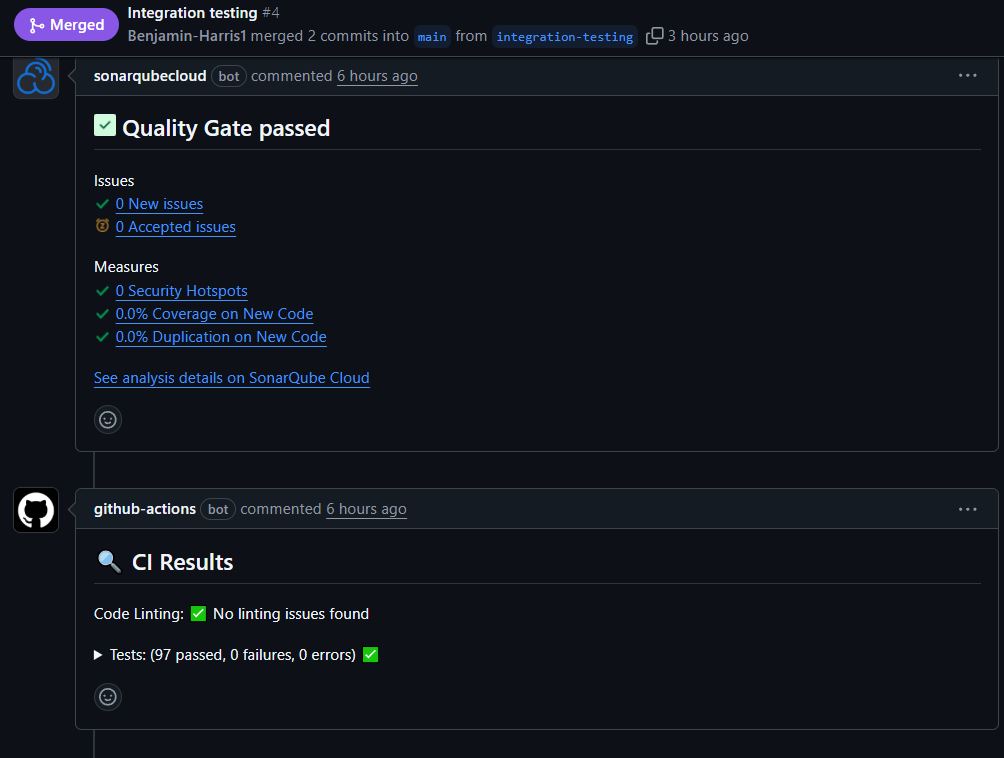 Merged
Integration testing #4
Benjamin-Harris1 merged 2 commits into main from integration-testing 3 hours ago
sonarqubecloud bot commented 6 hours ago
Quality Gate passed
Issues
0 New issues
0 Accepted issues
Measures
0 Security Hotspots
0.0% Coverage on New Code
0.0% Duplication on New Code
See analysis details on SonarQube Cloud
github-actions bot commented 6 hours ago
CI Results
Code Linting: ✅ No linting issues found
Tests: (97 passed, 0 failures, 0 errors) ✅